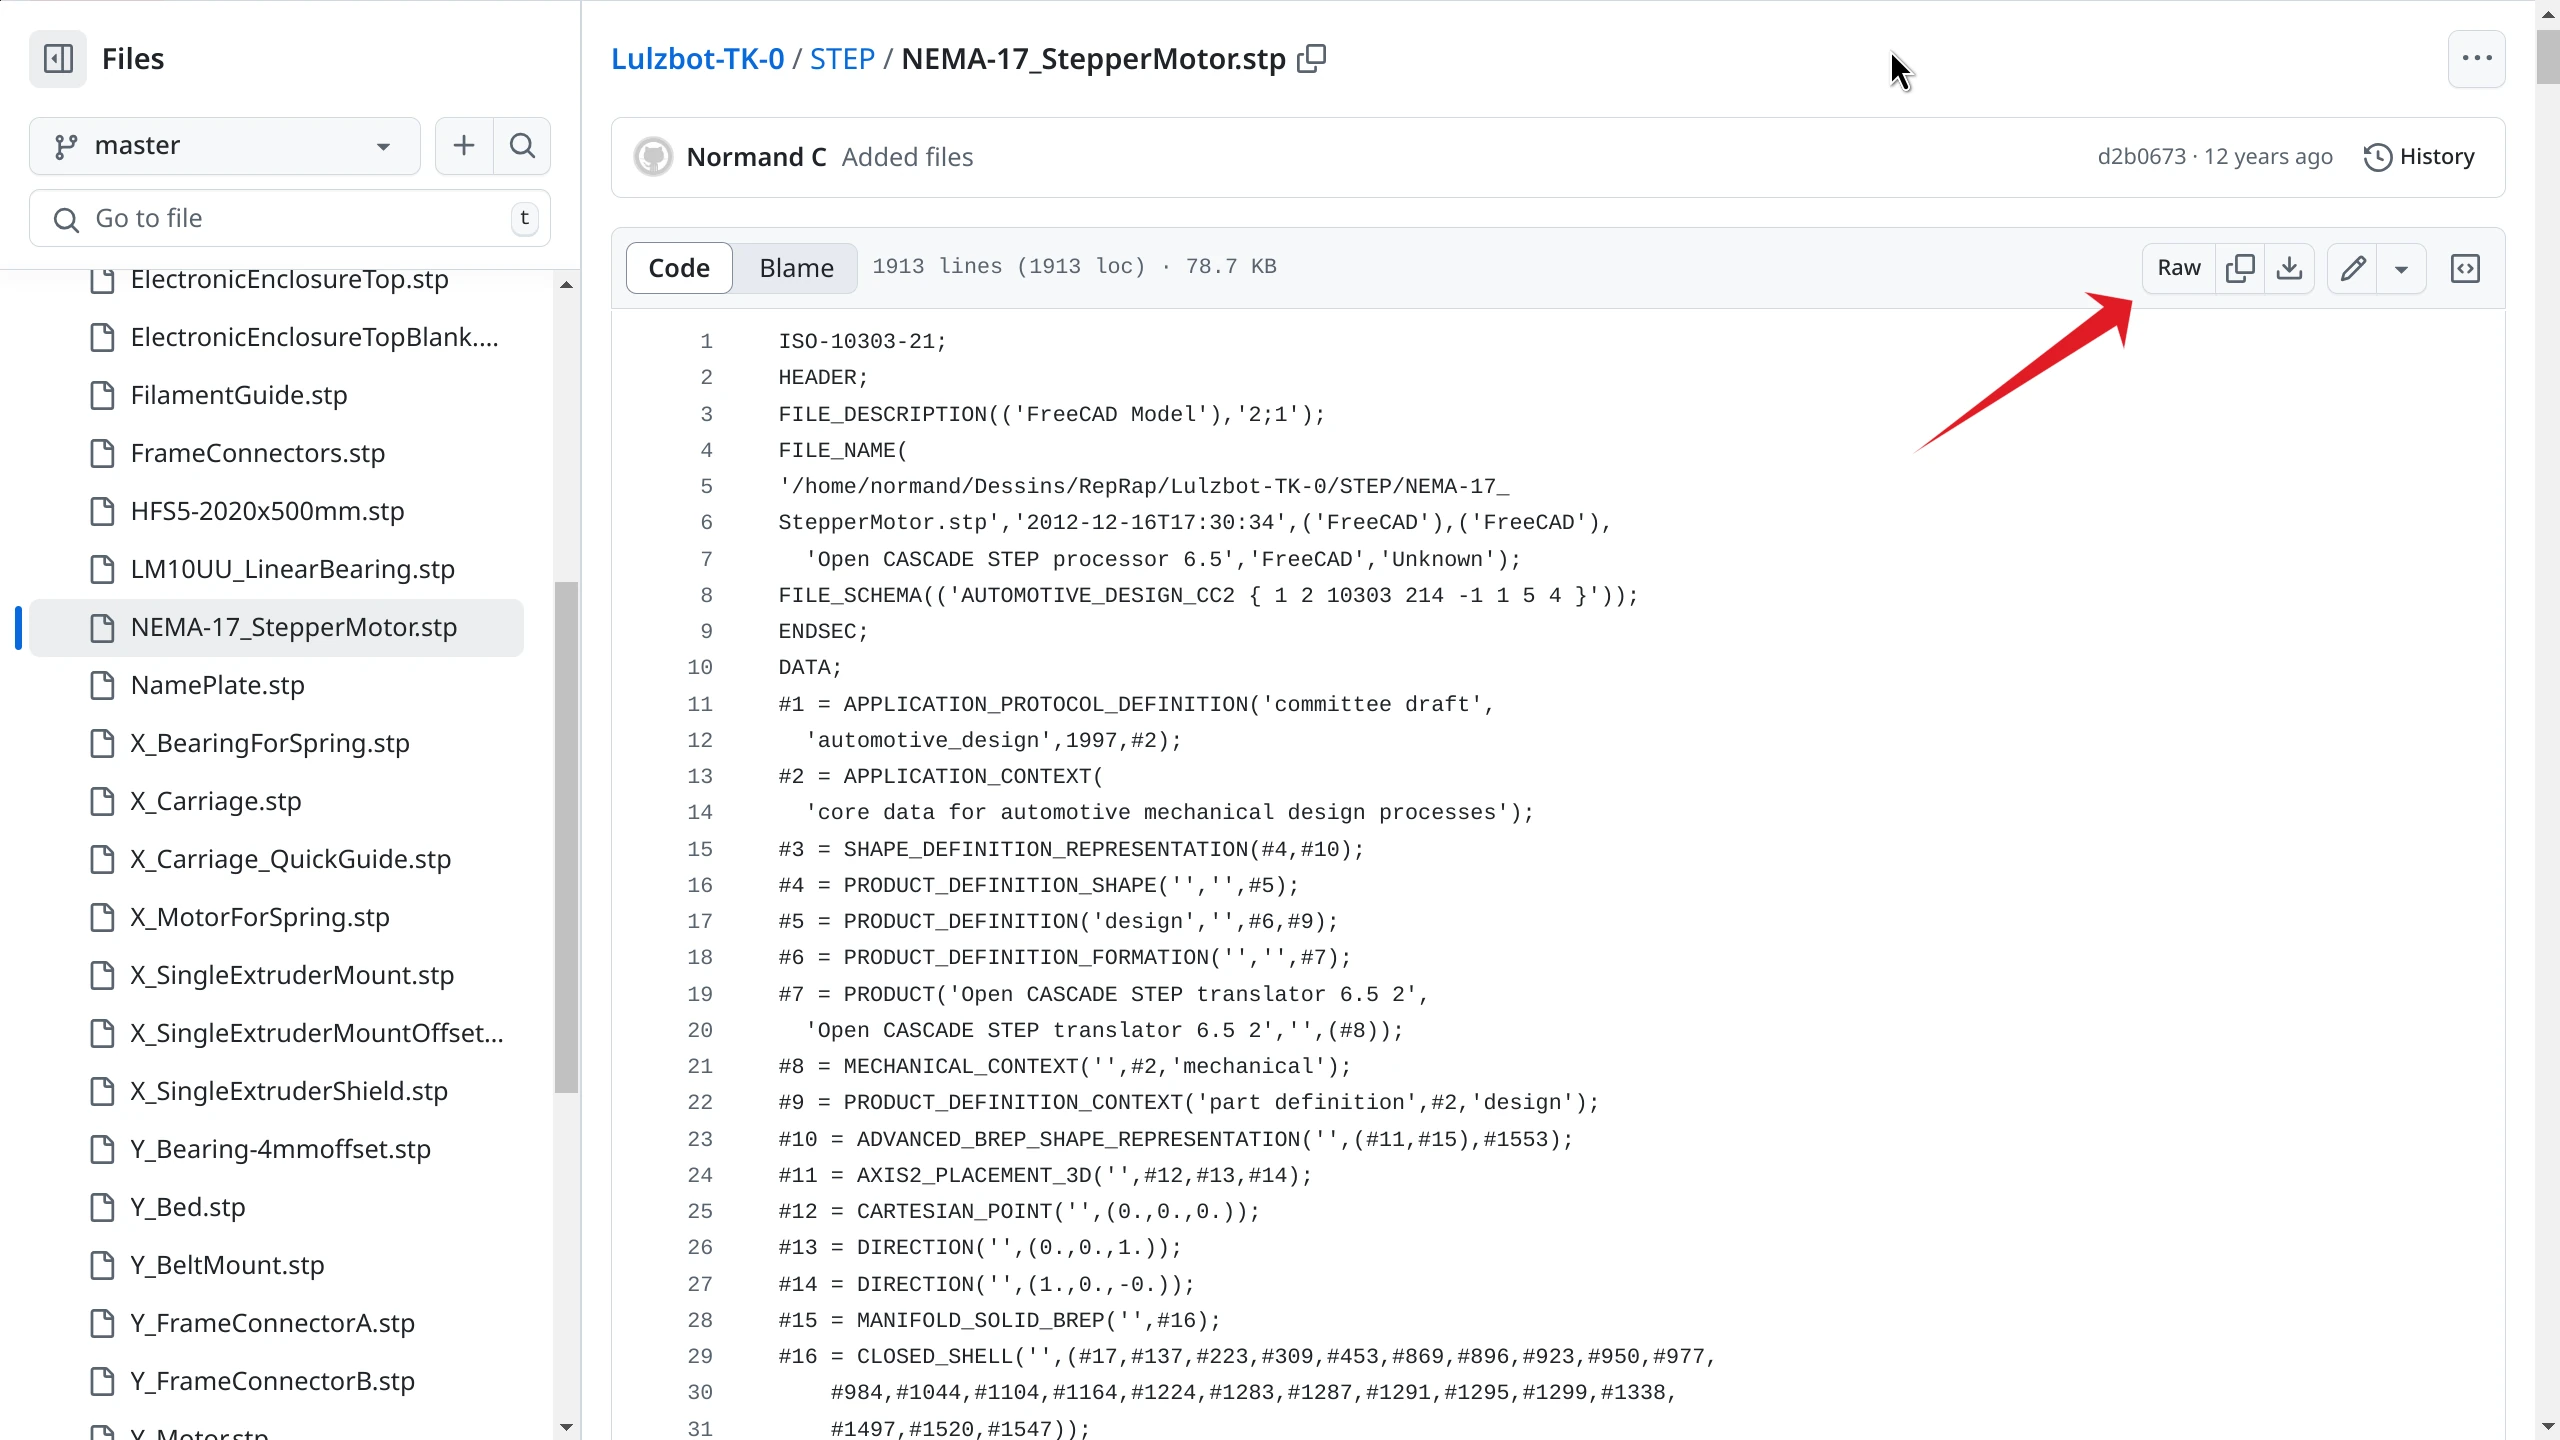 Files
master
Go to file
t
ElectronicEnclosureTop.stp
ElectronicEnclosureTopBlank....
FilamentGuide.stp
FrameConnectors.stp
HFS5-2020x500mm.stp
LM10UU_LinearBearing.stp
NEMA-17_StepperMotor.stp
NamePlate.stp
X_BearingForSpring.stp
X_Carriage.stp
X_Carriage_QuickGuide.stp
X_MotorForSpring.stp
X_SingleExtruderMount.stp
X_SingleExtruderMountOffset...
X_SingleExtruderShield.stp
Y_Bearing-4mmoffset.stp
Y_Bed.stp
Y_BeltMount.stp
Y_FrameConnectorA.stp
Y_FrameConnectorB.stp
Y_Motor.stp
Lulzbot-TK-0 / STEP / NEMA-17_StepperMotor.stp
Normand C Added files d2b0673 · 12 years ago History
Code Blame 1913 lines (1913 loc) · 78.7 KB Raw
1 ISO-10303-21;
2 HEADER;
3 FILE_DESCRIPTION(('FreeCAD Model'),'2;1');
4 FILE_NAME(
5 '/home/normand/Dessins/RepRap/Lulzbot-TK-0/STEP/NEMA-17_
6 StepperMotor.stp','2012-12-16T17:30:34',('FreeCAD'),('FreeCAD'),
7 'Open CASCADE STEP processor 6.5','FreeCAD','Unknown');
8 FILE_SCHEMA(('AUTOMOTIVE_DESIGN_CC2 { 1 2 10303 214 -1 1 5 4 }'));
9 ENDSEC;
10 DATA;
11 #1 = APPLICATION_PROTOCOL_DEFINITION('committee draft',
12 'automotive_design',1997,#2);
13 #2 = APPLICATION_CONTEXT(
14 'core data for automotive mechanical design processes');
15 #3 = SHAPE_DEFINITION_REPRESENTATION(#4,#10);
16 #4 = PRODUCT_DEFINITION_SHAPE('','',#5);
17 #5 = PRODUCT_DEFINITION('design','',#6,#9);
18 #6 = PRODUCT_DEFINITION_FORMATION('','',#7);
19 #7 = PRODUCT('Open CASCADE STEP translator 6.5 2',
20 'Open CASCADE STEP translator 6.5 2','',(#8));
21 #8 = MECHANICAL_CONTEXT('',#2,'mechanical');
22 #9 = PRODUCT_DEFINITION_CONTEXT('part definition',#2,'design');
23 #10 = ADVANCED_BREP_SHAPE_REPRESENTATION('',(#11,#15),#1553);
24 #11 = AXIS2_PLACEMENT_3D('',#12,#13,#14);
25 #12 = CARTESIAN_POINT('',(0.,0.,0.));
26 #13 = DIRECTION('',(0.,0.,1.));
27 #14 = DIRECTION('',(1.,0.,-0.));
28 #15 = MANIFOLD_SOLID_BREP('',#16);
29 #16 = CLOSED_SHELL('',(#17,#137,#223,#309,#453,#869,#896,#923,#950,#977,
30 #984,#1044,#1104,#1164,#1224,#1283,#1287,#1291,#1295,#1299,#1338,
31 #1497,#1520,#1547));